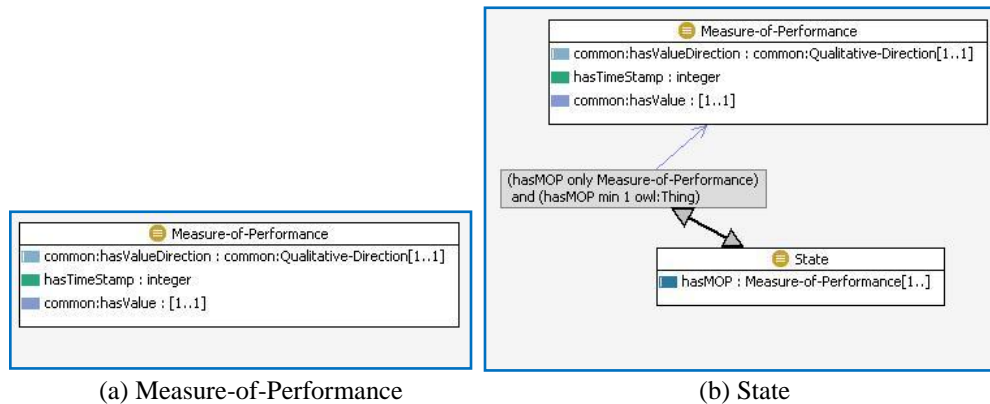 Measure-of-Performance
common:hasValueDirection : common:Qualitative-Direction[1..1]
hasTimeStamp : integer
common:hasValue : [1..1]
(a) Measure-of-Performance
Measure-of-Performance
common:hasValueDirection : common:Qualitative-Direction[1..1]
hasTimeStamp : integer
common:hasValue : [1..1]
(hasMOP only Measure-of-Performance)
and (hasMOP min 1 owl:Thing)
State
hasMOP : Measure-of-Performance[1..]
(b) State